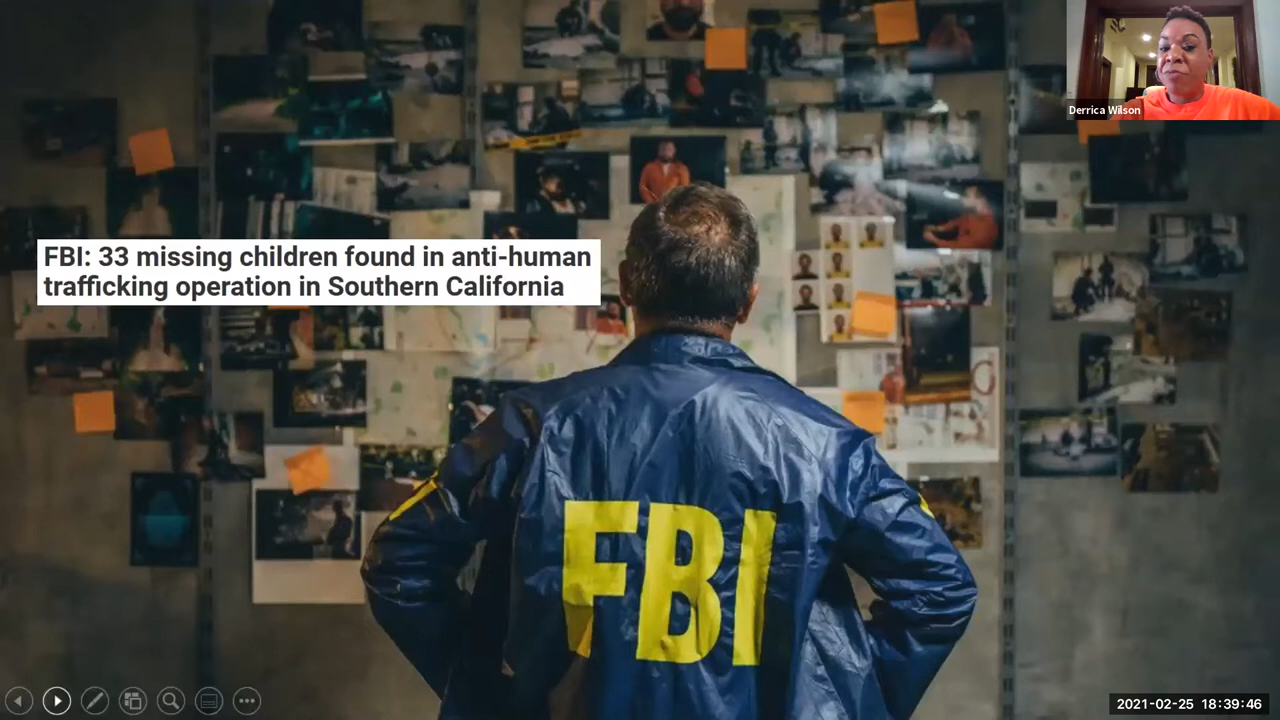 Derrica Wilson
FBI: 33 missing children found in anti-human
trafficking operation in Southern California
FBI
2021-02-25 18:39:46